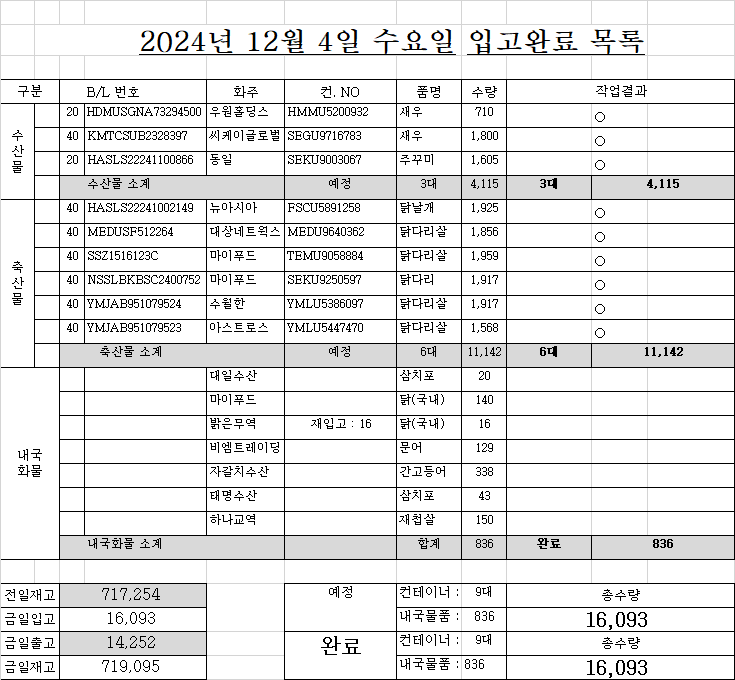 2024년 12월 4일 수요일 입고완료 목록
구분 B/L 번호 화주 컨. NO 품명 수량 작업결과
수산물
20 HDMUSGNA73294500 우원홀딩스 HMMU5200932 새우 710 ○
40 KMTCSUB2328397 씨케이글로벌 SEGU9716783 새우 1,800 ○
20 HASLS22241100866 동일 SEKU9003067 주꾸미 1,605 ○
수산물 소계 예정 3대 4,115 3대 4,115
축산물
40 HASLS22241002149 뉴아시아 FSCU5891258 닭날개 1,925 ○
40 MEDUSF512264 대상네트웍스 MEDU9640362 닭다리살 1,856 ○
40 SSZ1516123C 마이푸드 TEMU9058884 닭다리살 1,959 ○
40 NSSLBKBSC2400752 마이푸드 SEKU9250597 닭다리 1,917 ○
40 YMJAB951079524 수월한 YMLU5386097 닭다리살 1,917 ○
40 YMJAB951079523 아스트로스 YMLU5447470 닭다리살 1,568 ○
축산물 소계 예정 6대 11,142 6대 11,142
내국화물
대일수산 삼치포 20
마이푸드 닭(국내) 140
밝은무역 재입고 : 16 닭(국내) 16
비엠트레이딩 문어 129
자갈치수산 간고등어 338
태명수산 삼치포 43
하나교역 재첩살 150
내국화물 소계 합계 836 완료 836
전일재고 717,254 예정 컨테이너 : 9대 총수량
금일입고 16,093 내국물품 : 836 16,093
금일출고 14,252 완료 컨테이너 : 9대 총수량
금일재고 719,095 내국물품 : 836 16,093